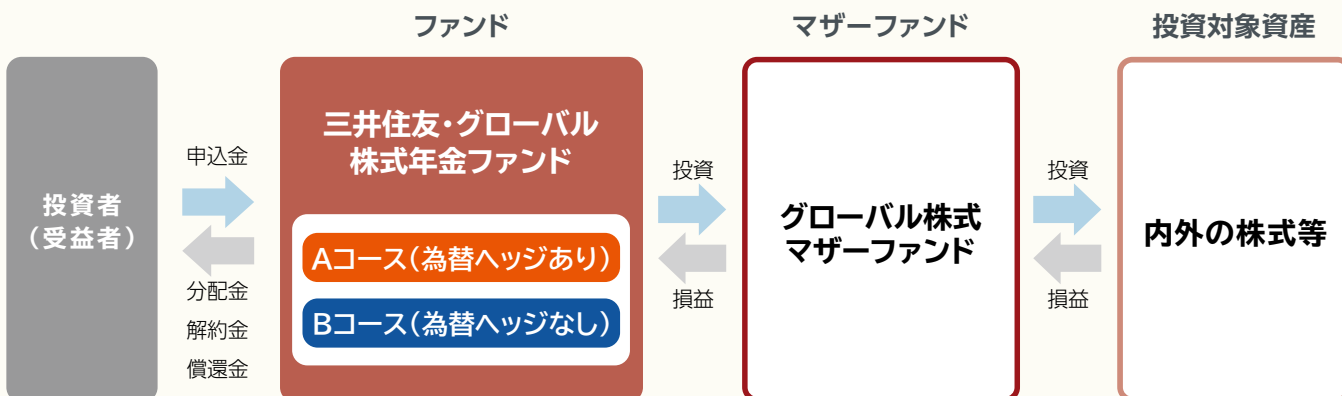 ファンド
マザーファンド
投資対象資産
投資者
（受益者）
申込金
分配金
解約金
償還金
三井住友・グローバル
株式年金ファンド
Aコース（為替ヘッジあり）
Bコース（為替ヘッジなし）
投資
損益
グローバル株式
マザーファンド
投資
損益
内外の株式等